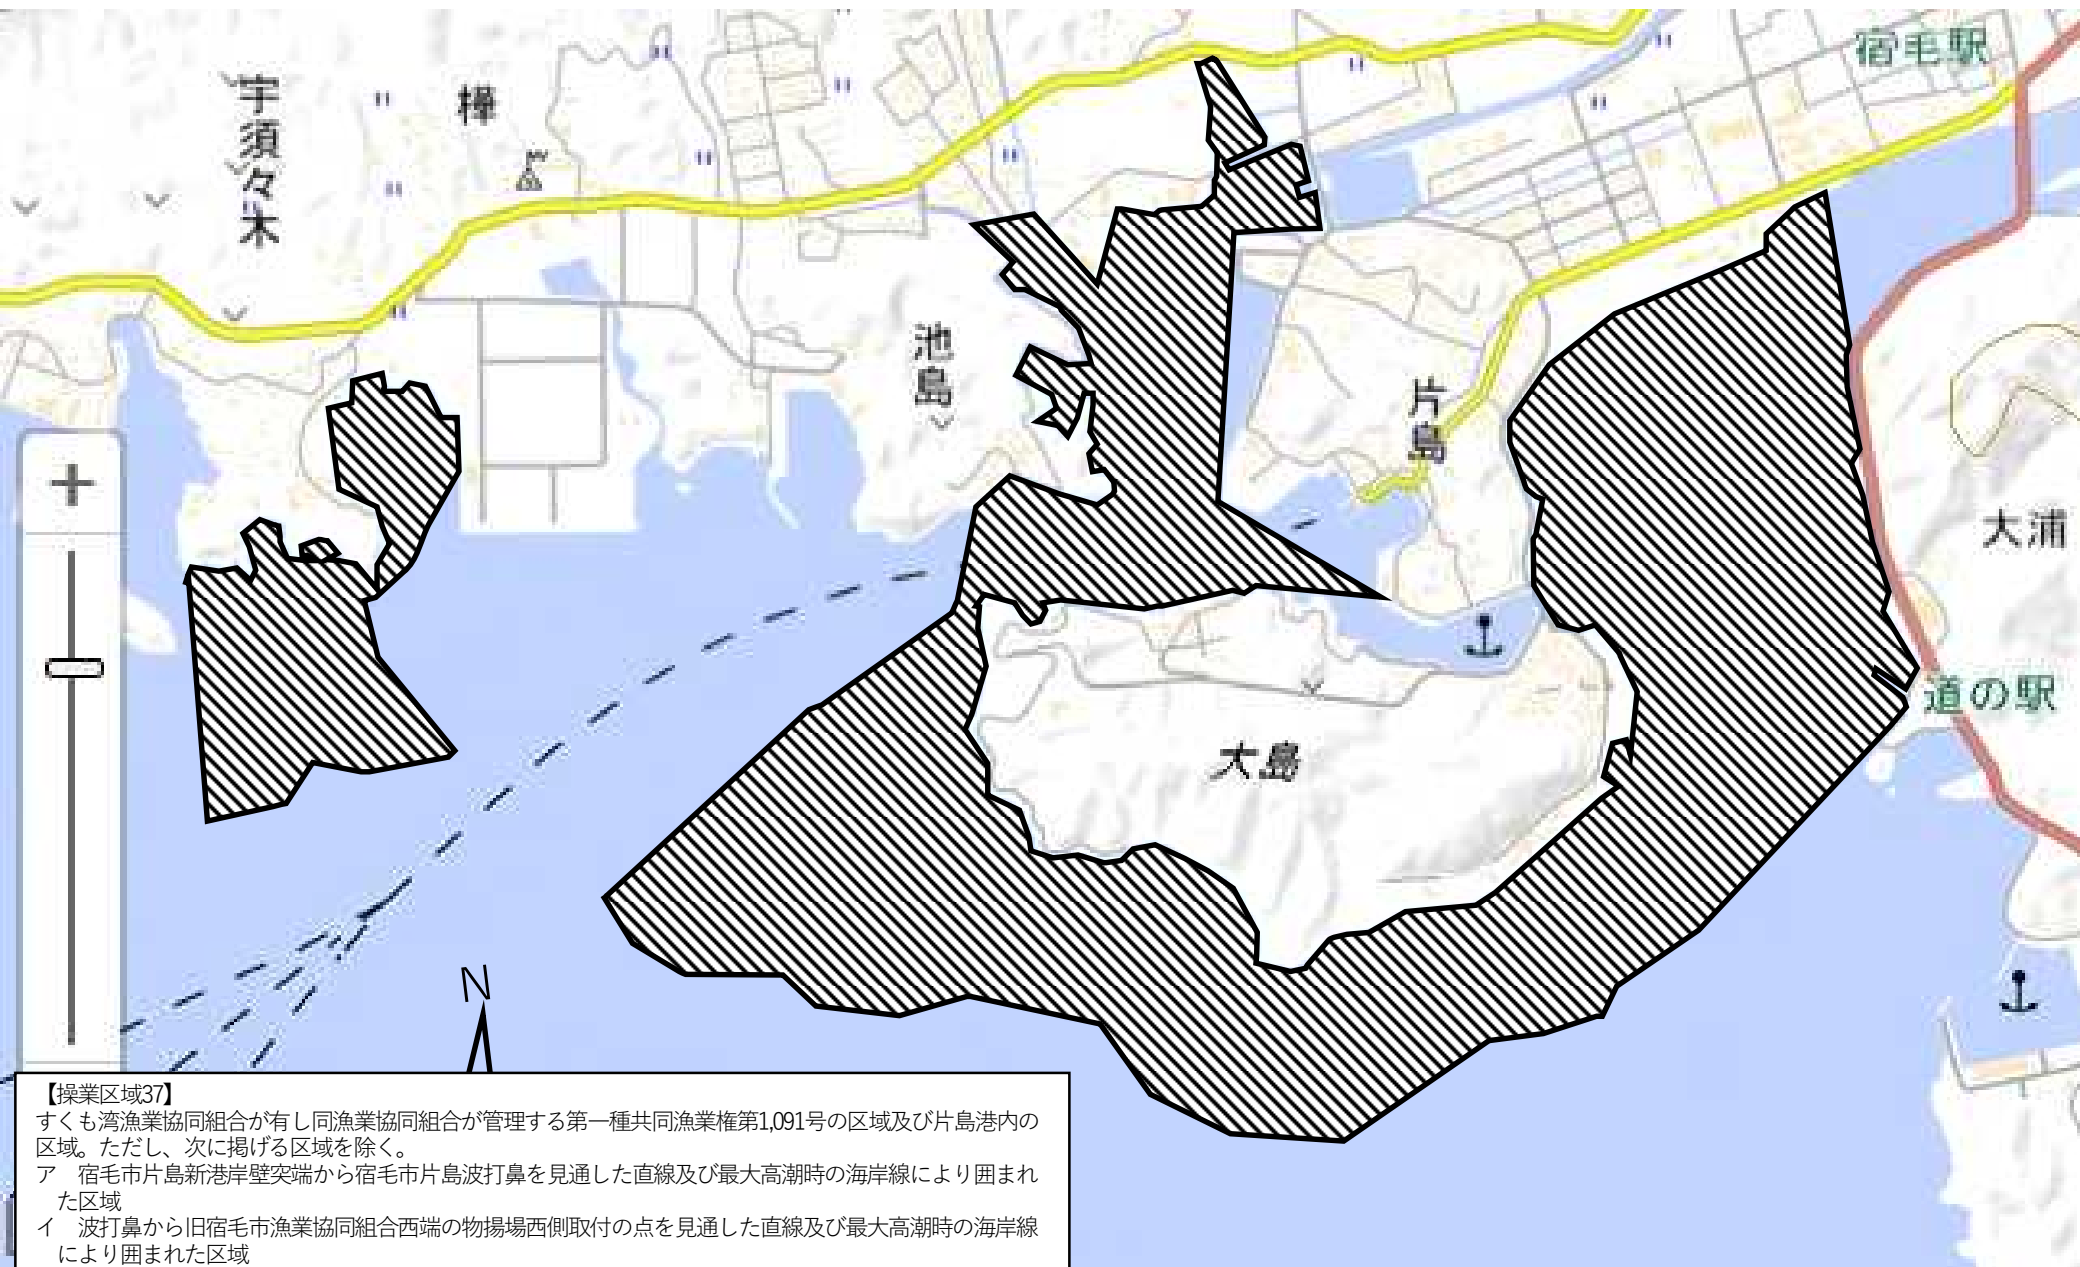 宿毛駅
宇須々木
樺
池島
片島
大浦
道の駅
大島
N
【操業区域37】
すくも湾漁業協同組合が有し同漁業協同組合が管理する第一種共同漁業権第1,091号の区域及び片島港内の
区域。ただし、次に掲げる区域を除く。
ア　宿毛市片島新港岸壁突端から宿毛市片島波打鼻を見通した直線及び最大高潮時の海岸線により囲まれ
た区域
イ　波打鼻から旧宿毛市漁業協同組合西端の物揚場西側取付の点を見通した直線及び最大高潮時の海岸線
により囲まれた区域